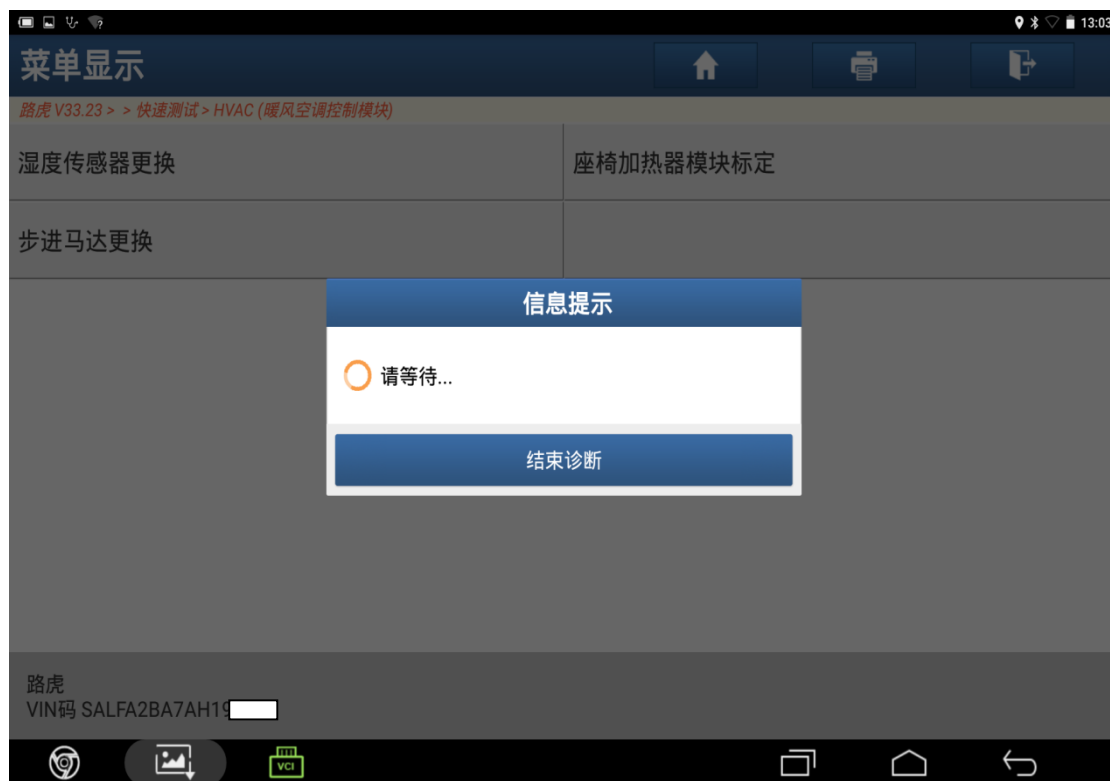 13:03
菜单显示
路虎 V33.23 > > 快速测试 > HVAC (暖风空调控制模块)
湿度传感器更换
座椅加热器模块标定
步进马达更换
信息提示
请等待...
结束诊断
路虎
VIN码 SALFA2BA7AH19
VCI